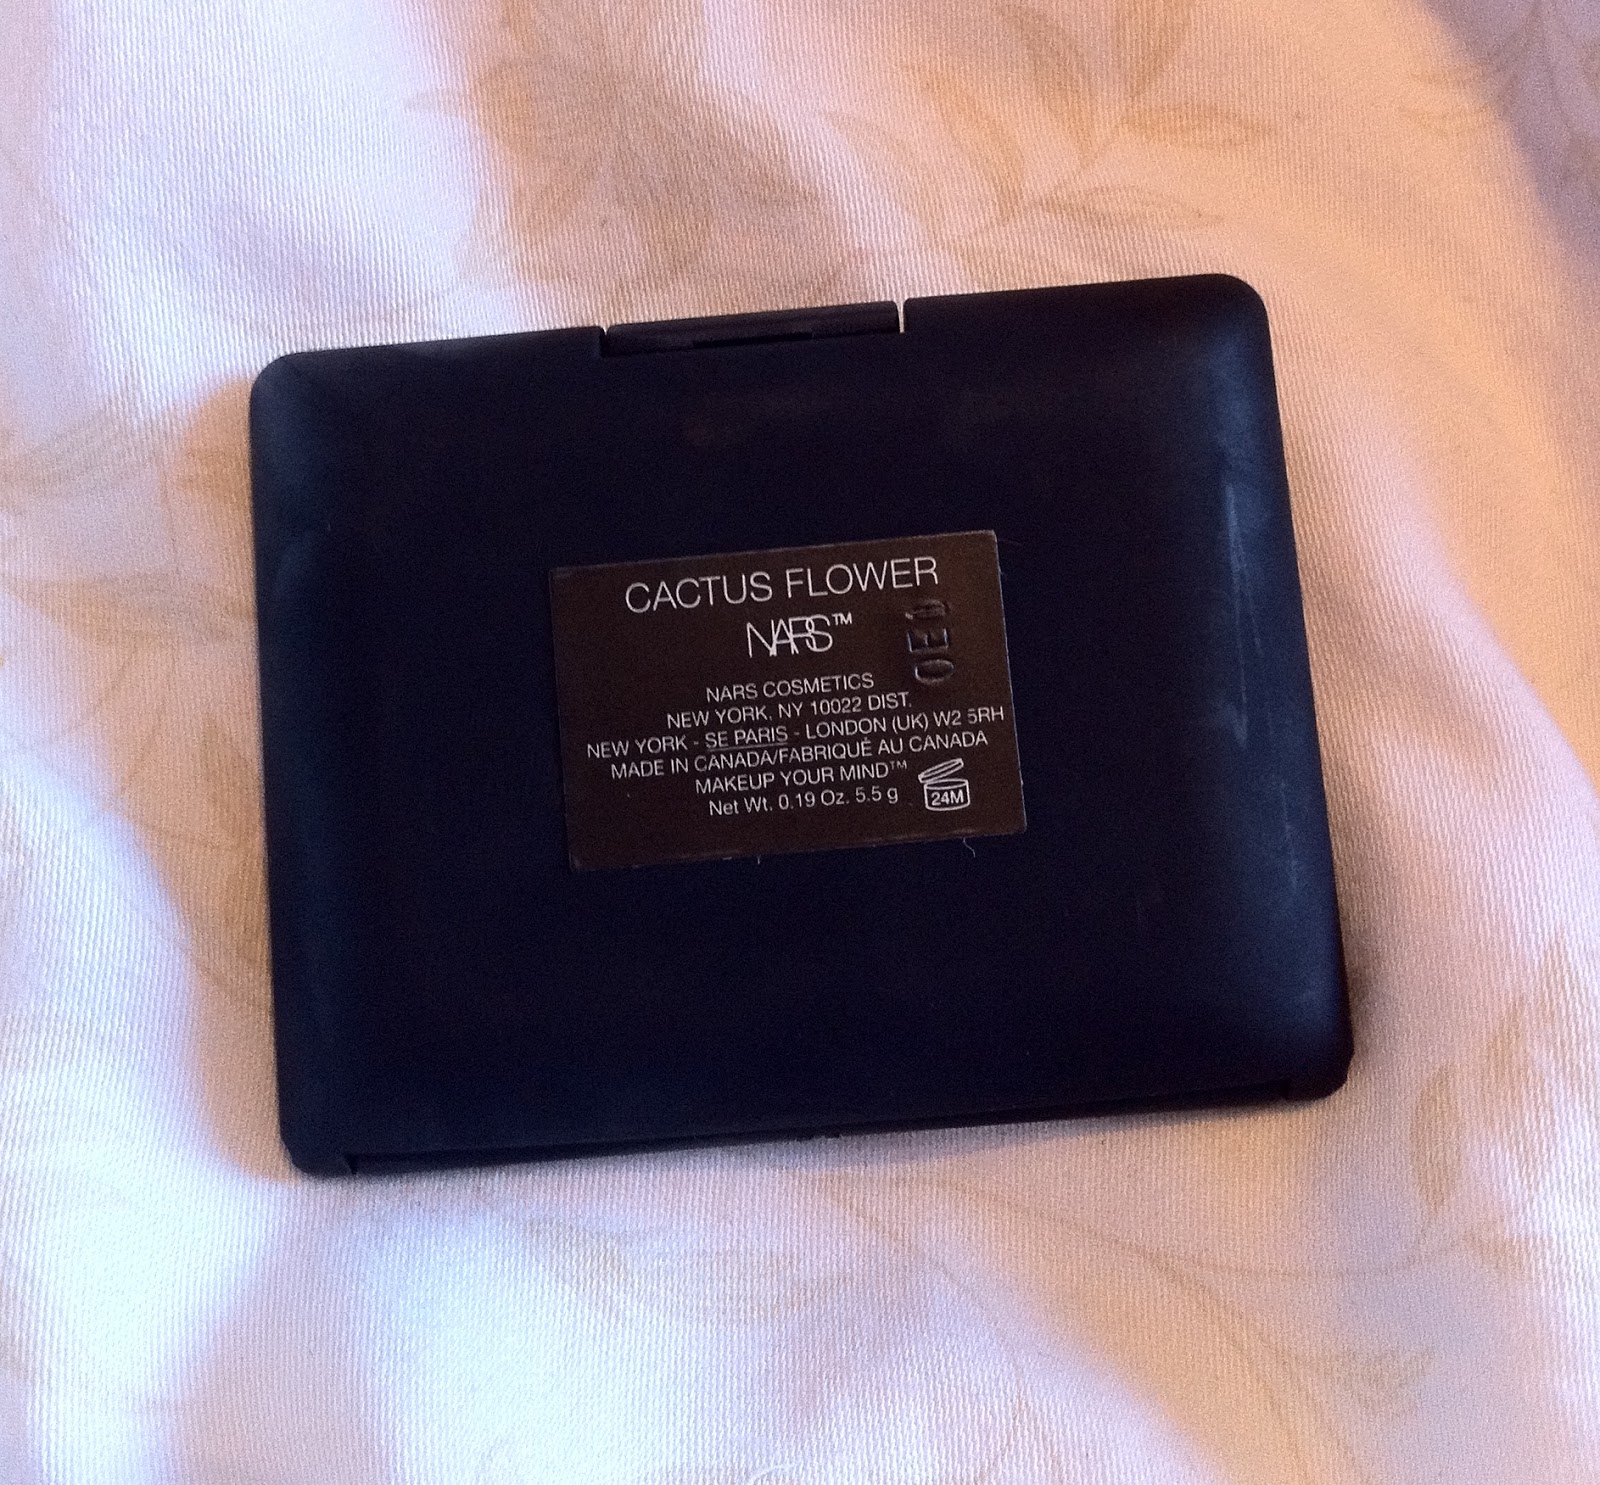 CACTUS FLOWER
NARS™
NARS COSMETICS
NEW YORK, NY 10022 DIST.
NEW YORK - SE PARIS - LONDON (UK) W2 5RH
MADE IN CANADA/FABRIQUÉ AU CANADA
MAKEUP YOUR MIND™
Net Wt. 0.19 Oz. 5.5 g
24M